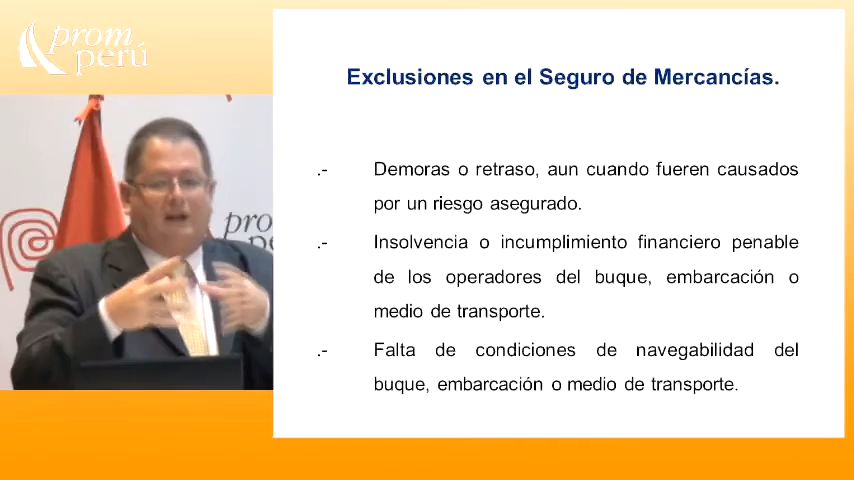 prom
perú
Exclusiones en el Seguro de Mercancías.
.- Demoras o retraso, aun cuando fueren causados
por un riesgo asegurado.
.- Insolvencia o incumplimiento financiero penable
de los operadores del buque, embarcación o
medio de transporte.
.- Falta de condiciones de navegabilidad del
buque, embarcación o medio de transporte.
pro
pe